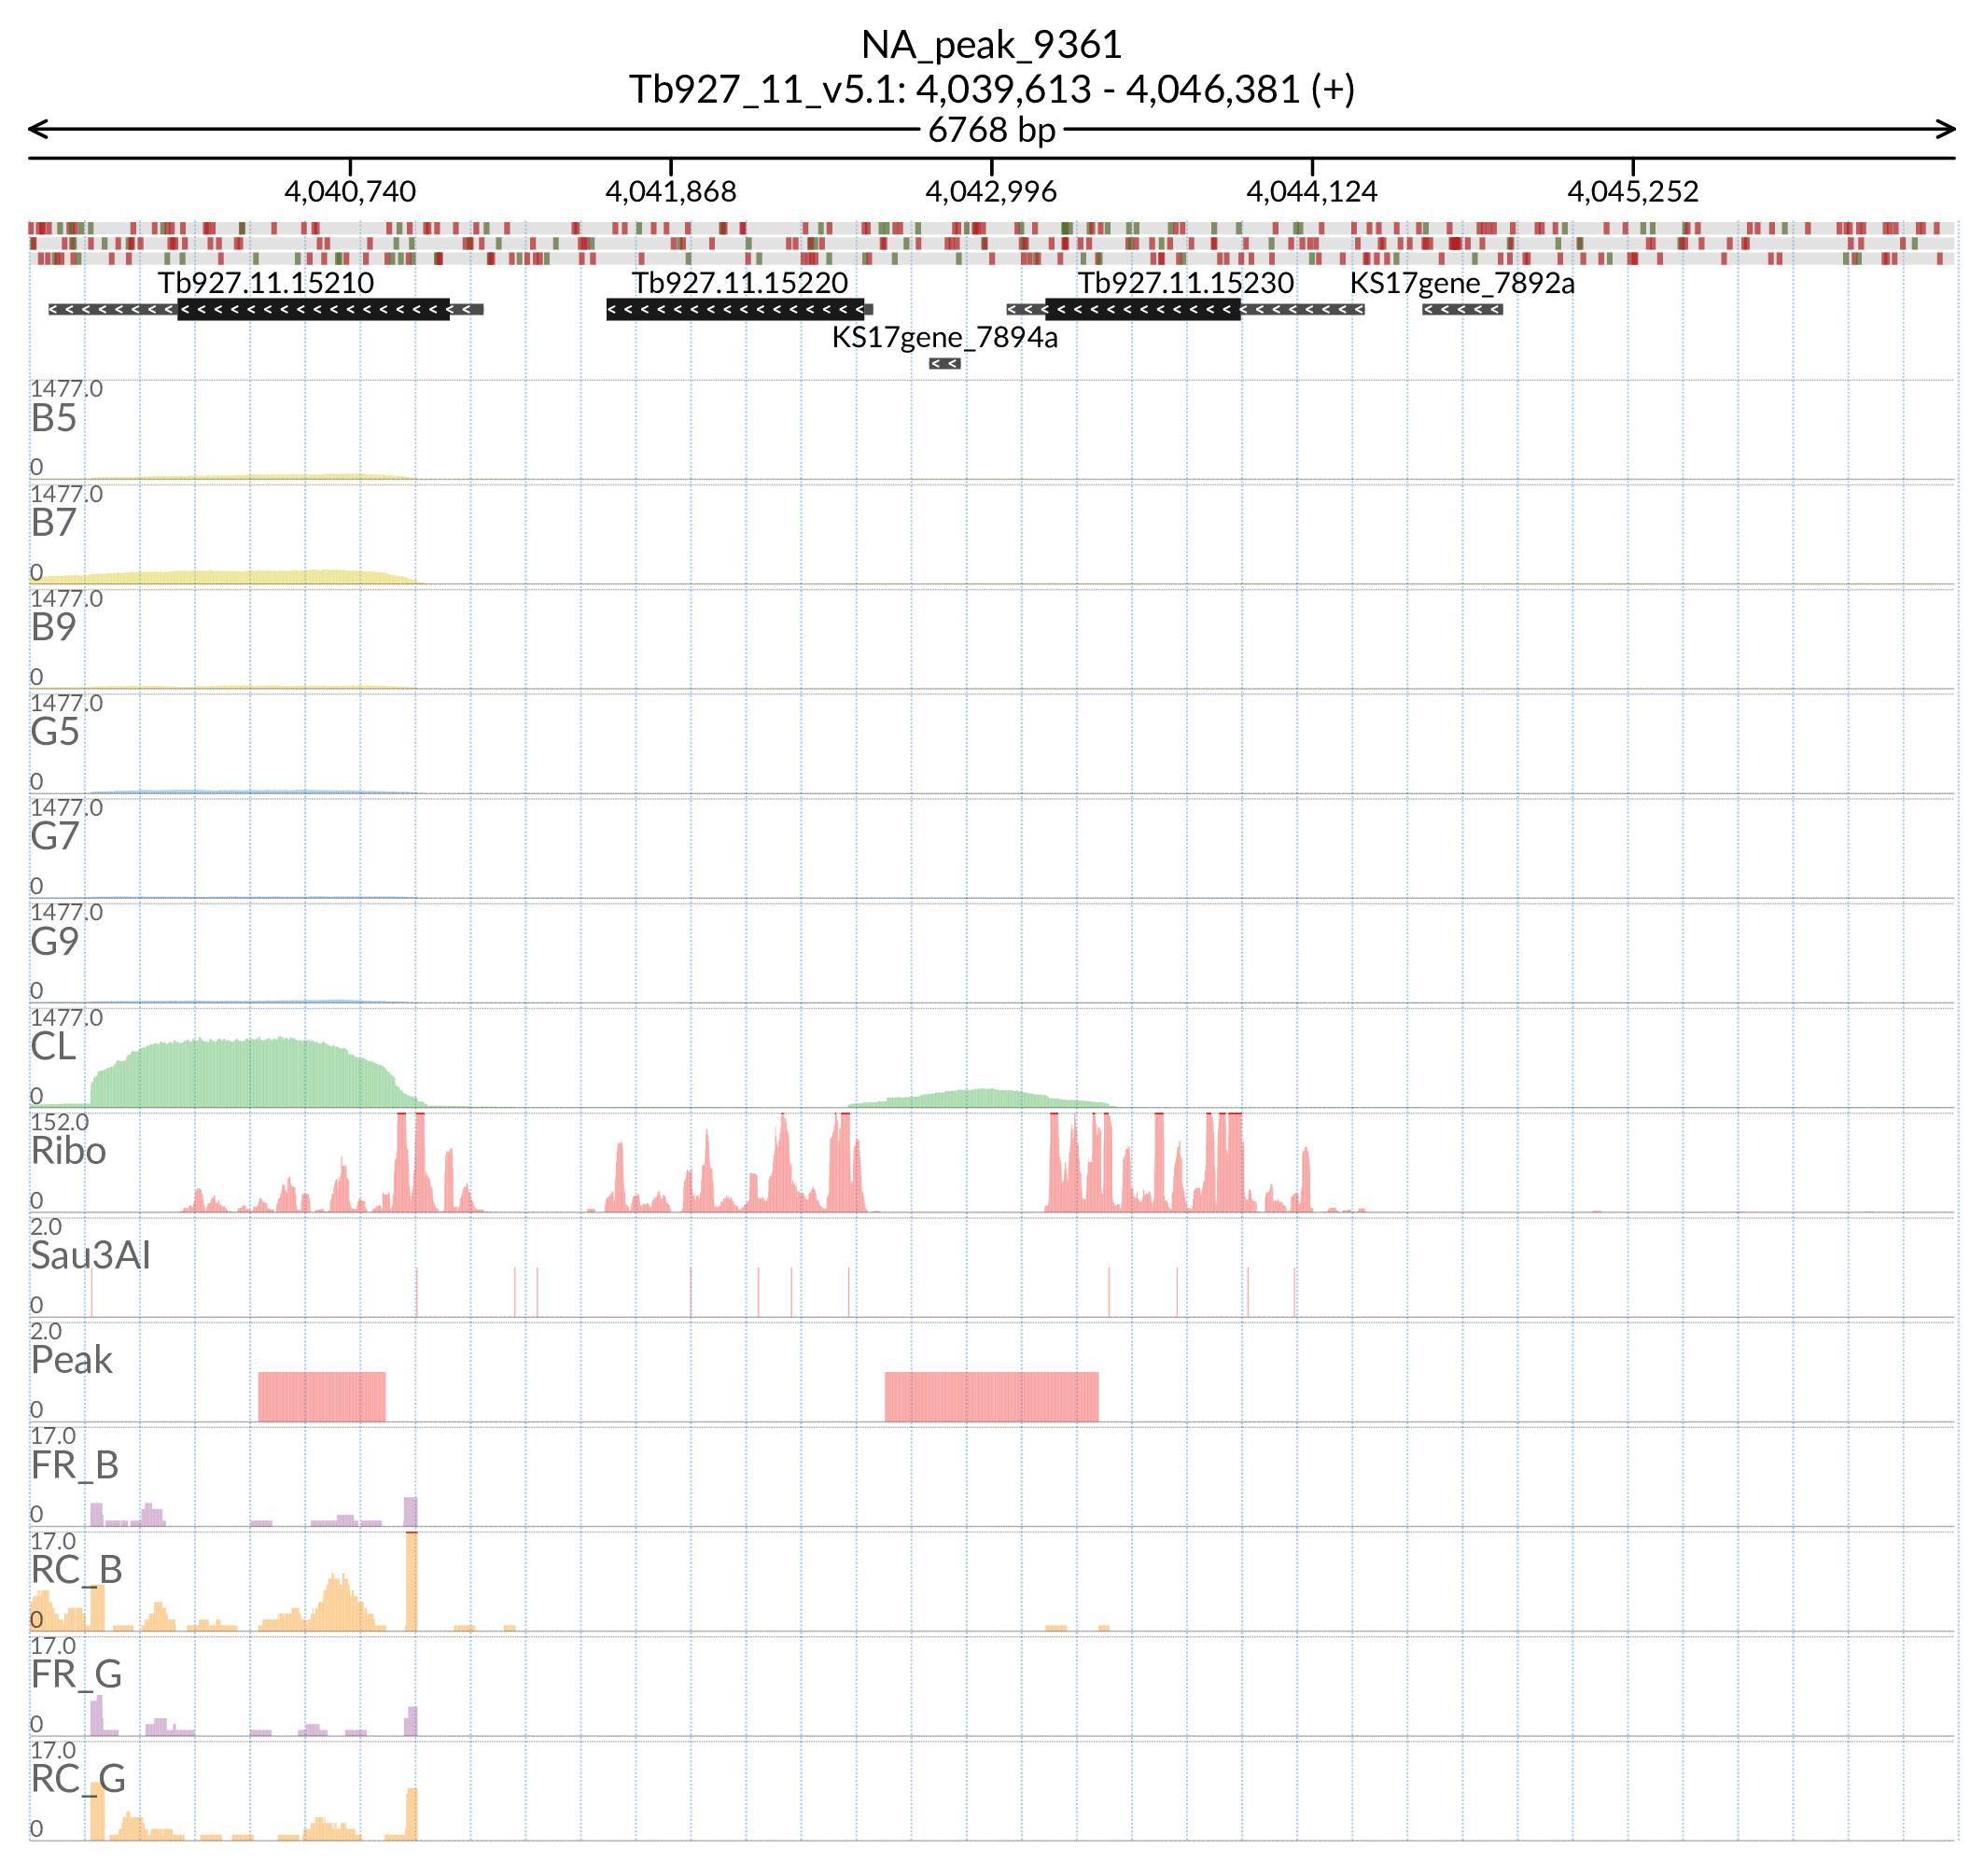 NA_peak_9361
Tb927_11_v5.1: 4,039,613 - 4,046,381 (+)
6768 bp
4,040,740 4,041,868 4,042,996 4,044,124 4,045,252
Tb927.11.15210 Tb927.11.15220 Tb927.11.15230 KS17gene_7892a
KS17gene_7894a
1477.0
B5
0
1477.0
B7
0
1477.0
B9
0
1477.0
G5
0
1477.0
G7
0
1477.0
G9
0
1477.0
CL
0
152.0
Ribo
0
2.0
Sau3AI
0
2.0
Peak
0
17.0
FR_B
0
17.0
RC_B
0
17.0
FR_G
0
17.0
RC_G
0